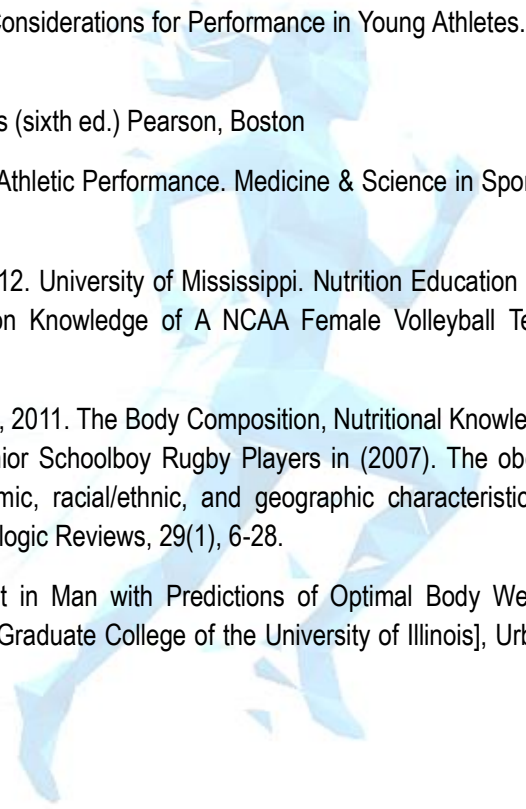 Considerations for Performance in Young Athletes.
s (sixth ed.) Pearson, Boston
Athletic Performance. Medicine & Science in Spor
12. University of Mississippi. Nutrition Education
on Knowledge of A NCAA Female Volleyball Te
, 2011. The Body Composition, Nutritional Knowle
nior Schoolboy Rugby Players in (2007). The obe
mic, racial/ethnic, and geographic characteristic
ologic Reviews, 29(1), 6-28.
t in Man with Predictions of Optimal Body We
Graduate College of the University of Illinois], Urb